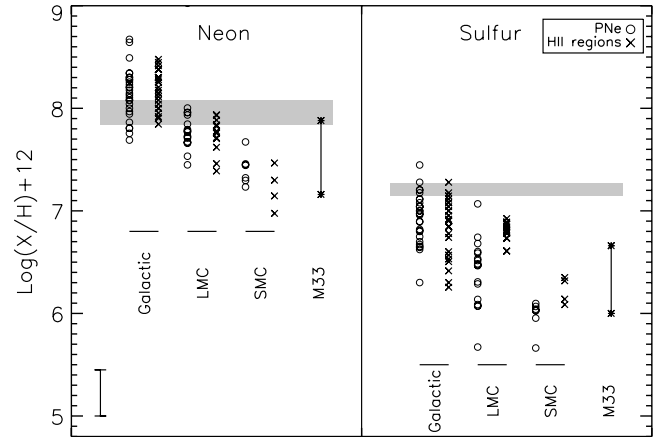 9
8
7
6
5
Log(X/H)+12
Neon
Sulfur
PNe
HII regions
Galactic
LMC
SMC
M33
Galactic
LMC
SMC
M33